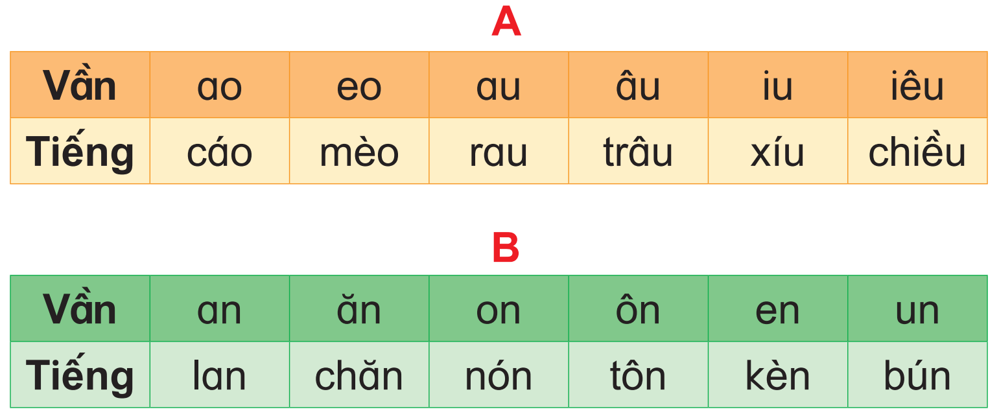 A
Vần ao eo au âu iu iêu
Tiếng cáo mèo rau trâu xíu chiều
B
Vần an ăn on ôn en un
Tiếng lan chăn nón tôn kèn bún